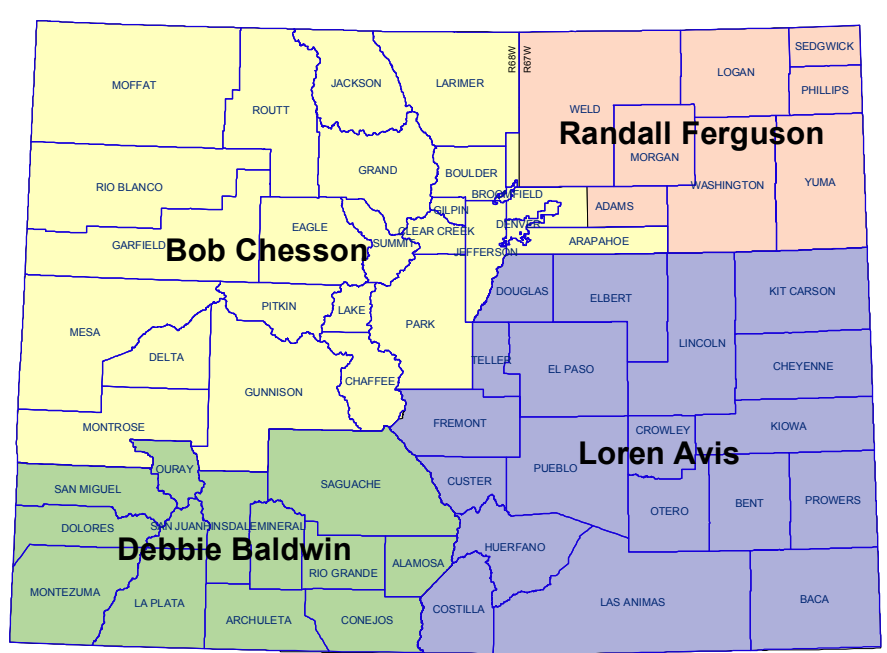 SEDGWICK
R68W
R67W
LOGAN
MOFFAT
JACKSON
LARIMER
PHILLIPS
ROUTT
WELD
Randall Ferguson
MORGAN
GRAND
BOULDER
RIO BLANCO
WASHINGTON
YUMA
BROOMFIELD
GILPIN
ADAMS
EAGLE
DENVER
CLEAR CREEK
GARFIELD
SUMMIT
ARAPAHOE
Bob Chesson
JEFFERSON
DOUGLAS
ELBERT
KIT CARSON
PITKIN
LAKE
MESA
PARK
LINCOLN
DELTA
TELLER
EL PASO
CHEYENNE
CHAFFEE
GUNNISON
FREMONT
MONTROSE
CROWLEY
KIOWA
Loren Avis
OURAY
PUEBLO
SAGUACHE
CUSTER
SAN MIGUEL
BENT
PROWERS
OTERO
DOLORES
SAN JUAN
HINSDALE
MINERAL
Debbie Baldwin
HUERFANO
ALAMOSA
RIO GRANDE
MONTEZUMA
LA PLATA
COSTILLA
LAS ANIMAS
BACA
ARCHULETA
CONEJOS